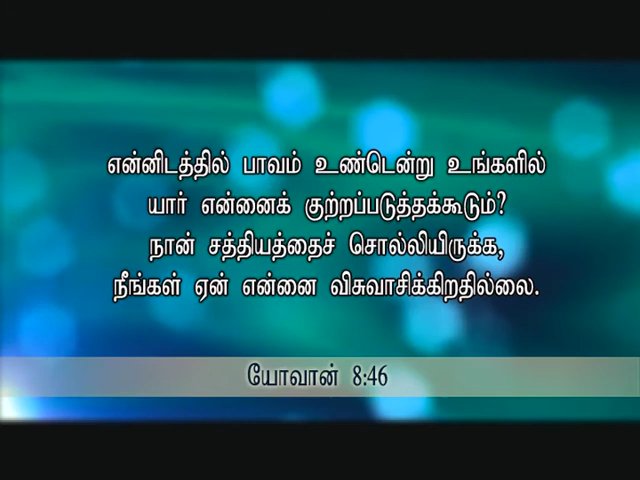 என்னிடத்தில் பாவம் உண்டென்று உங்களில்
யார் என்னைக் குற்றப்படுத்தக்கூடும்?
நான் சத்தியத்தைச் சொல்லியிருக்க,
நீங்கள் ஏன் என்னை விசுவாசிக்கிறதில்லை.
யோவான் 8:46